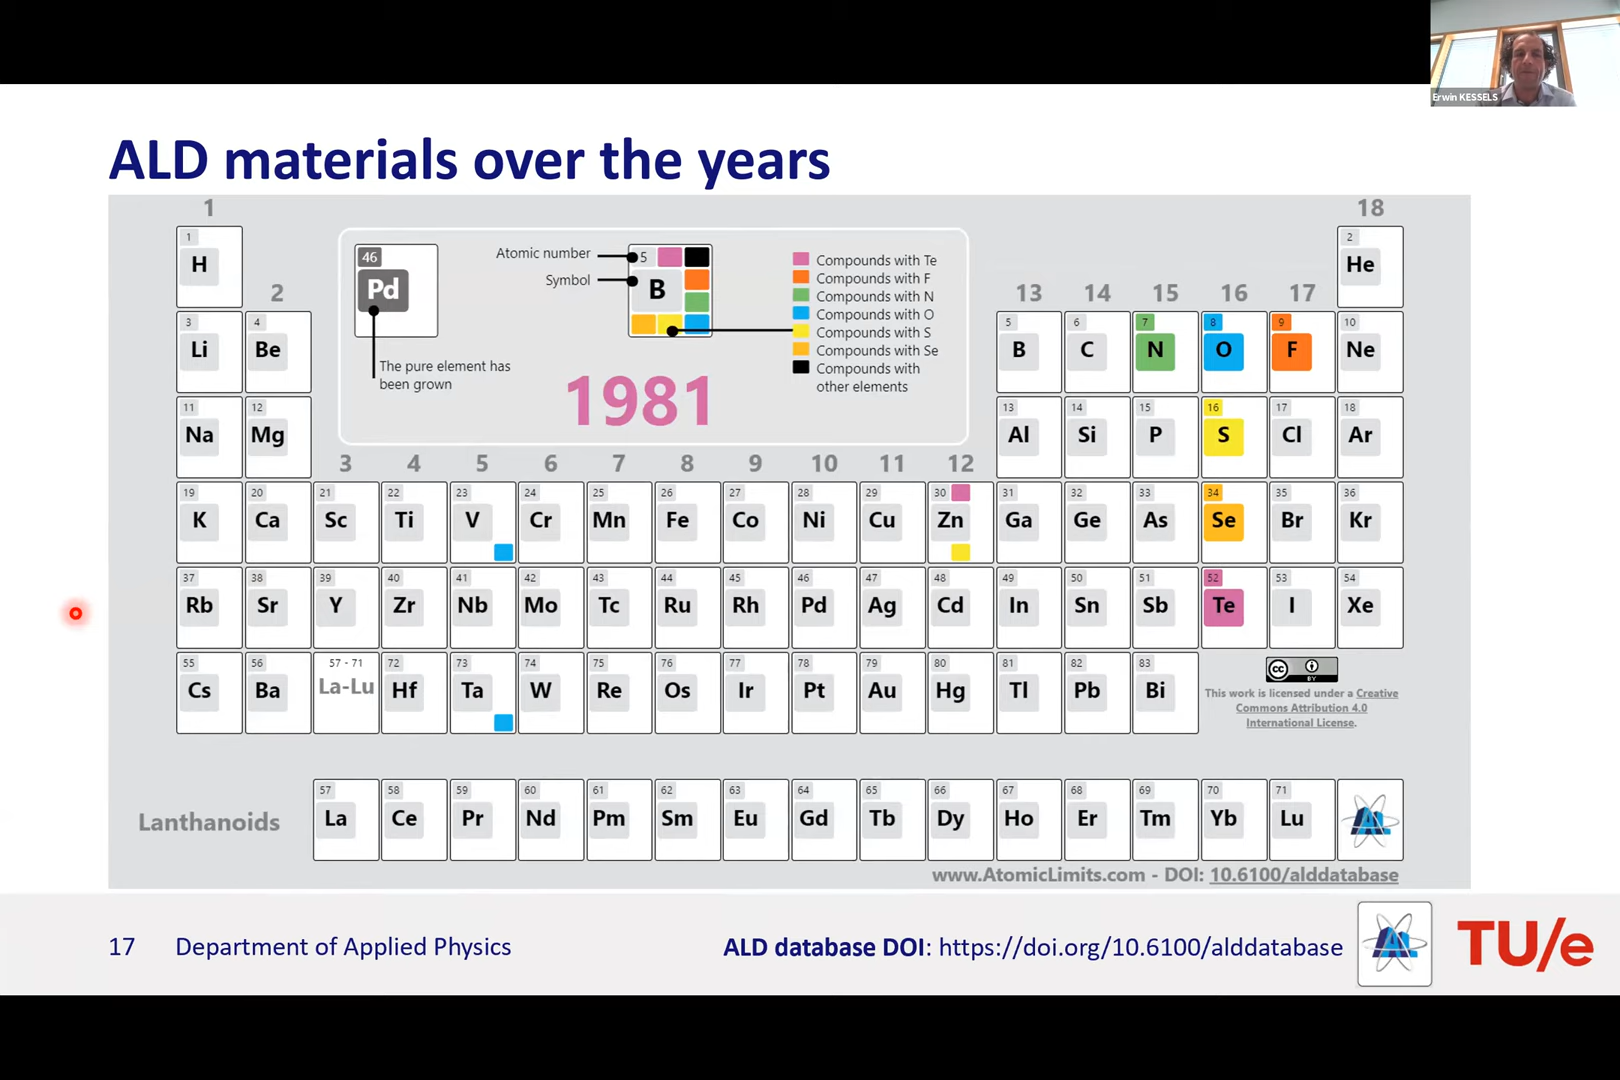 Erwin KESSELS
ALD materials over the years
1
18
1
H
46
Pd
The pure element has
been grown
Atomic number
Symbol
5
B
Compounds with Te
Compounds with F
Compounds with N
Compounds with O
Compounds with S
Compounds with Se
Compounds with
other elements
1981
2
He
2
13 14 15 16 17
3 4 5 6 7 8 9 10
Li Be B C N O F Ne
11 12 13 14 15 16 17 18
Na Mg Al Si P S Cl Ar
3 4 5 6 7 8 9 10 11 12
19 20 21 22 23 24 25 26 27 28 29 30 31 32 33 34 35 36
K Ca Sc Ti V Cr Mn Fe Co Ni Cu Zn Ga Ge As Se Br Kr
37 38 39 40 41 42 43 44 45 46 47 48 49 50 51 52 53 54
Rb Sr Y Zr Nb Mo Tc Ru Rh Pd Ag Cd In Sn Sb Te I Xe
55 56 57 - 71 72 73 74 75 76 77 78 79 80 81 82 83
Cs Ba La-Lu Hf Ta W Re Os Ir Pt Au Hg Tl Pb Bi
cc BY
This work is licensed under a Creative
Commons Attribution 4.0
International License.
57 58 59 60 61 62 63 64 65 66 67 68 69 70 71
Lanthanoids La Ce Pr Nd Pm Sm Eu Gd Tb Dy Ho Er Tm Yb Lu
www.AtomicLimits.com - DOI: 10.6100/alddatabase
17 Department of Applied Physics ALD database DOI: https://doi.org/10.6100/alddatabase
TU/e